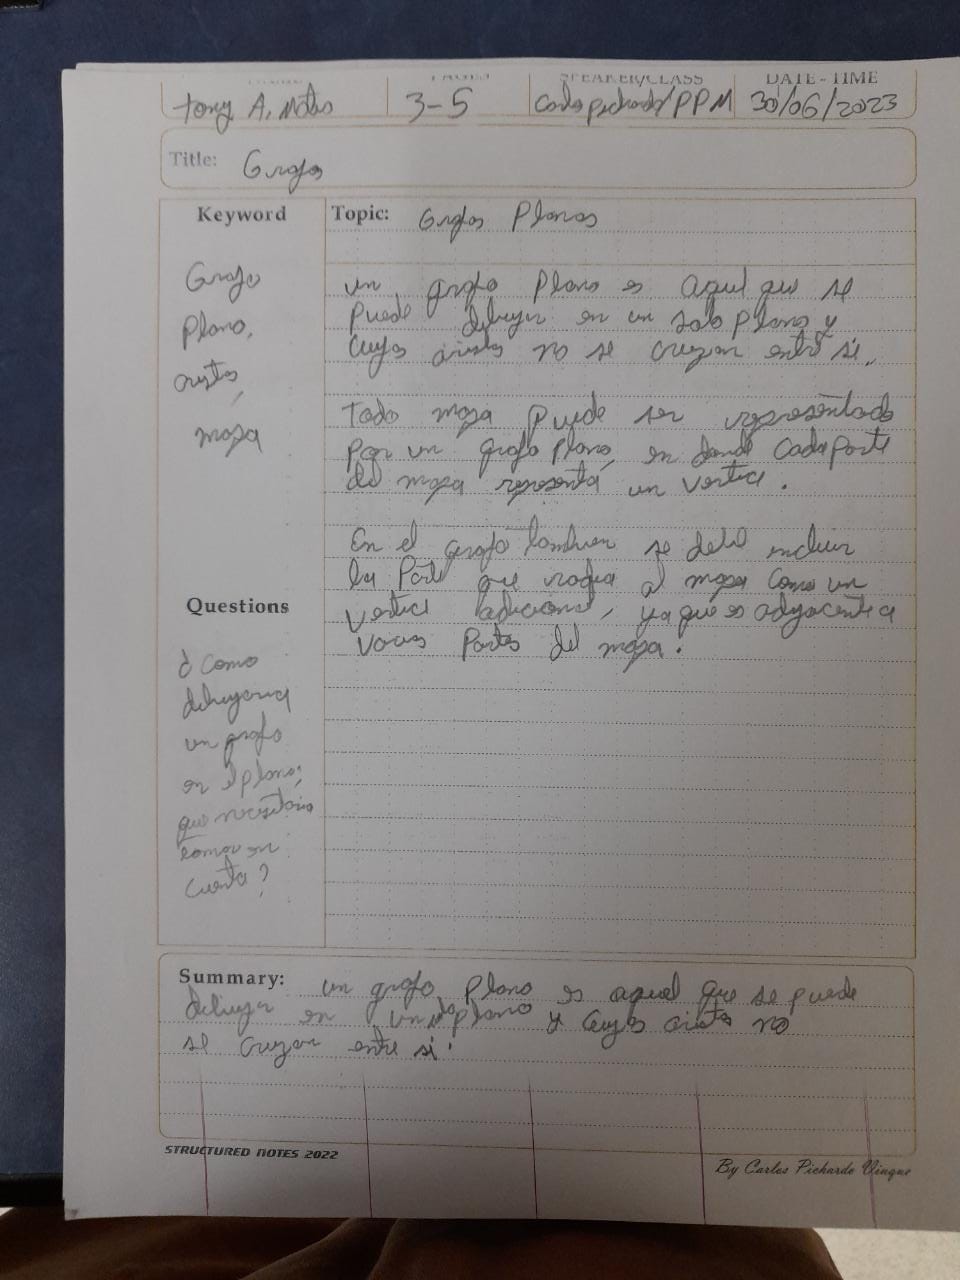 PAGES SPEAKER/CLASS DATE - TIME
Tony A. Mateo 3-5 Carlos pichardo/PPM 30/06/2023
Title: Grafos
Keyword
Topic: Grafos Planos
Grafo
Plano,
aristas,
mapa
un grafo Plano es aquel que se
Puede dibujar en un solo Plano y
cuyas aristas no se cruzan entre si.
Todo mapa puede ser representado
por un grafo plano, en donde cada parte
del mapa representa un vertice.
En el grafo tambien se debe incluir
la Parte que rodea al mapa como un
vertice adicional, ya que es adyacente a
varias Partes del mapa.
Questions
¿Como
dibujaria
un grafo
en el plano,
que necesitaria
tomar en
cuenta?
Summary: un grafo plano es aquel que se puede
dibujar en un solo plano y cuyas aristas no
se cruzan entre si.
STRUCTURED NOTES 2022
By Carlos Pichardo Viuque